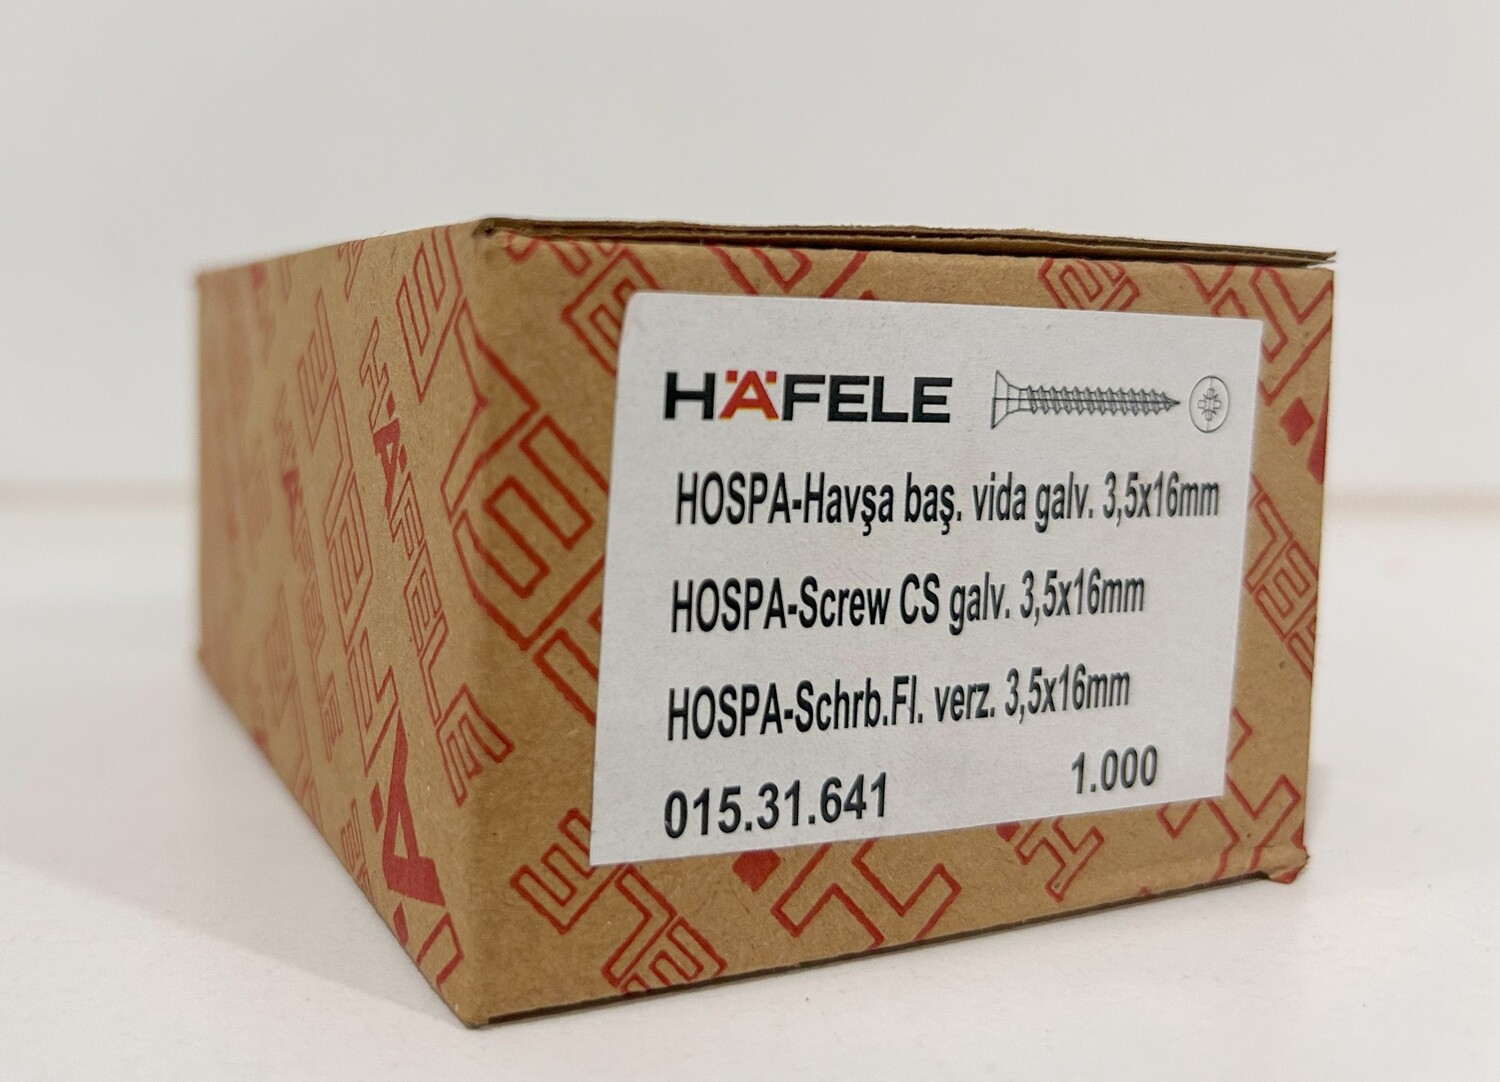 HÄFELE
HOSPA-Havşa baş. vida galv. 3,5x16mm
HOSPA-Screw CS galv. 3,5x16mm
HOSPA-Schrb.Fl. verz. 3,5x16mm
015.31.641 1.000
HÄFELE